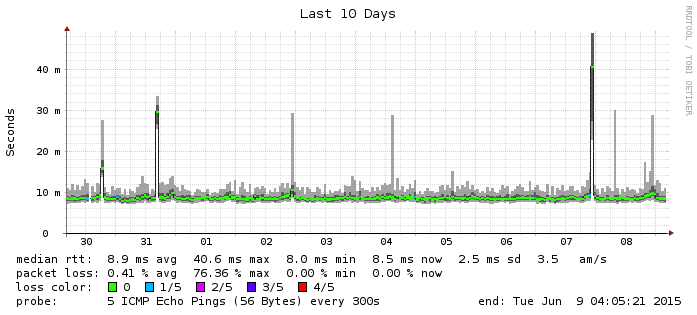 Last 10 Days
RRDTOOL / TOBI OETIKER
Seconds
40 m
30 m
20 m
10 m
0
30 31 01 02 03 04 05 06 07 08
median rtt: 8.9 ms avg 40.6 ms max 8.0 ms min 8.5 ms now 2.5 ms sd 3.5 am/s
packet loss: 0.41 % avg 76.36 % max 0.00 % min 0.00 % now
loss color: 0 1/5 2/5 3/5 4/5
probe: 5 ICMP Echo Pings (56 Bytes) every 300s end: Tue Jun 9 04:05:21 2015